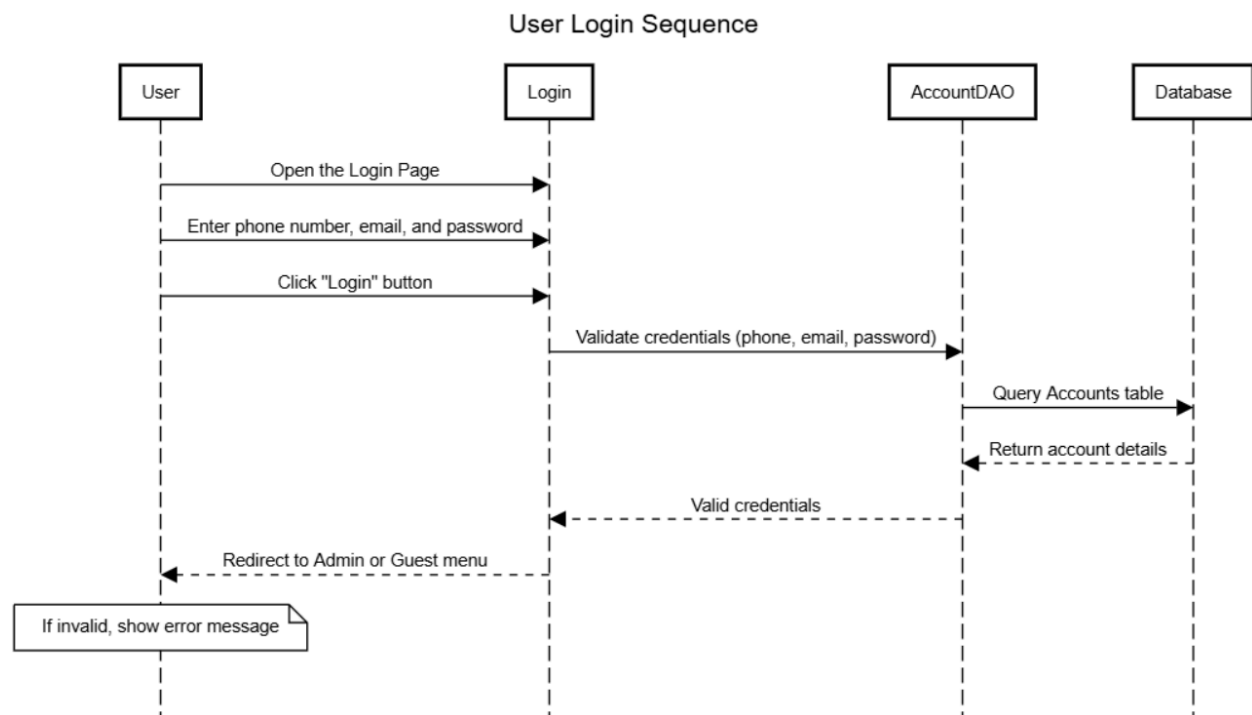 User Login Sequence
User
Login
AccountDAO
Database
Open the Login Page
Enter phone number, email, and password
Click "Login" button
Validate credentials (phone, email, password)
Query Accounts table
Return account details
Valid credentials
Redirect to Admin or Guest menu
If invalid, show error message